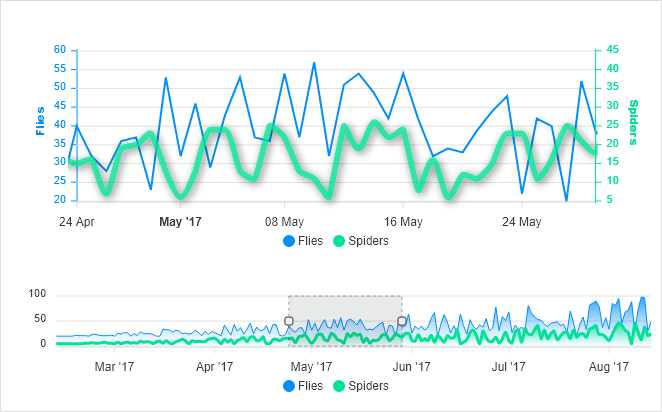 60 45
55 40
50 35
45 30
40 25
35 20
30 15
25 10
20 5
Flies
Spiders
24 Apr May '17 08 May 16 May 24 May
Flies Spiders
100
50
0
Mar '17 Apr '17 May '17 Jun '17 Jul '17 Aug '17
Flies Spiders